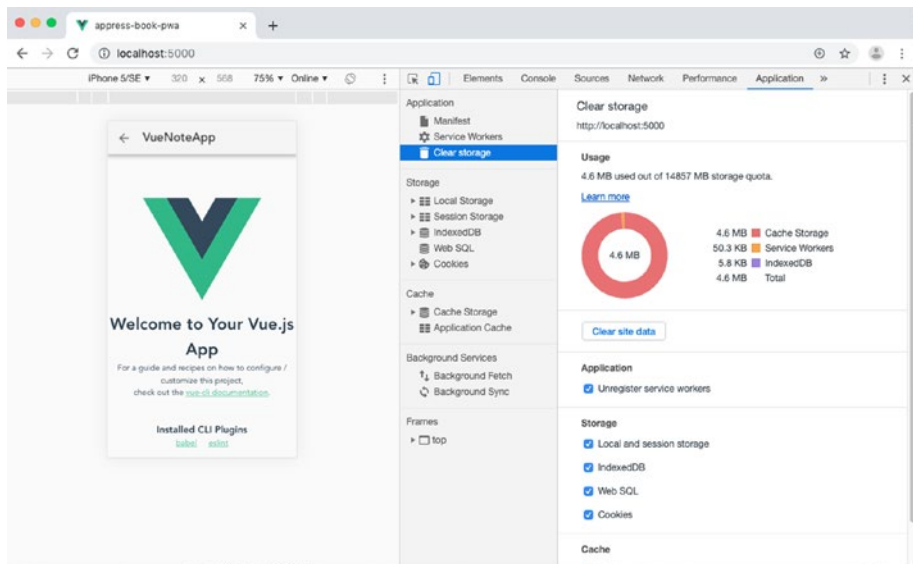 appress-book-pwa
localhost:5000
iPhone 5/SE ▾ 320 x 568 75% ▾ Online ▾
Elements Console Sources Network Performance Application »
VueNoteApp
Welcome to Your Vue.js
App
For a guide and recipes on how to configure /
customize this project,
check out the vue-cli documentation.
Installed CLI Plugins
babel eslint
Application
Manifest
Service Workers
Clear storage
Storage
Local Storage
Session Storage
IndexedDB
Web SQL
Cookies
Cache
Cache Storage
Application Cache
Background Services
Background Fetch
Background Sync
Frames
top
Clear storage
http://localhost:5000
Usage
4.6 MB used out of 14857 MB storage quota.
Learn more
4.6 MB
4.6 MB Cache Storage
50.3 KB Service Workers
5.8 KB IndexedDB
4.6 MB Total
Clear site data
Application
Unregister service workers
Storage
Local and session storage
IndexedDB
Web SQL
Cookies
Cache